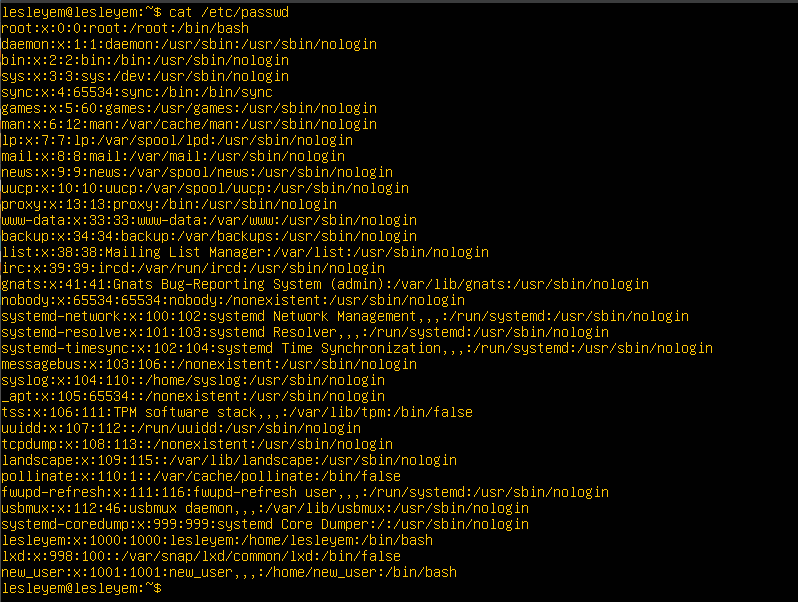 lesleyem@lesleyem:~$ cat /etc/passwd
root:x:0:0:root:/root:/bin/bash
daemon:x:1:1:daemon:/usr/sbin:/usr/sbin/nologin
bin:x:2:2:bin:/bin:/usr/sbin/nologin
sys:x:3:3:sys:/dev:/usr/sbin/nologin
sync:x:4:65534:sync:/bin:/bin/sync
games:x:5:60:games:/usr/games:/usr/sbin/nologin
man:x:6:12:man:/var/cache/man:/usr/sbin/nologin
lp:x:7:7:lp:/var/spool/lpd:/usr/sbin/nologin
mail:x:8:8:mail:/var/mail:/usr/sbin/nologin
news:x:9:9:news:/var/spool/news:/usr/sbin/nologin
uucp:x:10:10:uucp:/var/spool/uucp:/usr/sbin/nologin
proxy:x:13:13:proxy:/bin:/usr/sbin/nologin
www-data:x:33:33:www-data:/var/www:/usr/sbin/nologin
backup:x:34:34:backup:/var/backups:/usr/sbin/nologin
list:x:38:38:Mailing List Manager:/var/list:/usr/sbin/nologin
irc:x:39:39:ircd:/var/run/ircd:/usr/sbin/nologin
gnats:x:41:41:Gnats Bug-Reporting System (admin):/var/lib/gnats:/usr/sbin/nologin
nobody:x:65534:65534:nobody:/nonexistent:/usr/sbin/nologin
systemd-network:x:100:102:systemd Network Management,,,:/run/systemd:/usr/sbin/nologin
systemd-resolve:x:101:103:systemd Resolver,,,:/run/systemd:/usr/sbin/nologin
systemd-timesync:x:102:104:systemd Time Synchronization,,,:/run/systemd:/usr/sbin/nologin
messagebus:x:103:106::/nonexistent:/usr/sbin/nologin
syslog:x:104:110::/home/syslog:/usr/sbin/nologin
_apt:x:105:65534::/nonexistent:/usr/sbin/nologin
tss:x:106:111:TPM software stack,,,:/var/lib/tpm:/bin/false
uuidd:x:107:112::/run/uuidd:/usr/sbin/nologin
tcpdump:x:108:113::/nonexistent:/usr/sbin/nologin
landscape:x:109:115::/var/lib/landscape:/usr/sbin/nologin
pollinate:x:110:1::/var/cache/pollinate:/bin/false
fwupd-refresh:x:111:116:fwupd-refresh user,,,:/run/systemd:/usr/sbin/nologin
usbmux:x:112:46:usbmux daemon,,,:/var/lib/usbmux:/usr/sbin/nologin
systemd-coredump:x:999:999:systemd Core Dumper:/:/usr/sbin/nologin
lesleyem:x:1000:1000:lesleyem:/home/lesleyem:/bin/bash
lxd:x:998:100::/var/snap/lxd/common/lxd:/bin/false
new_user:x:1001:1001:new_user,,,:/home/new_user:/bin/bash
lesleyem@lesleyem:~$